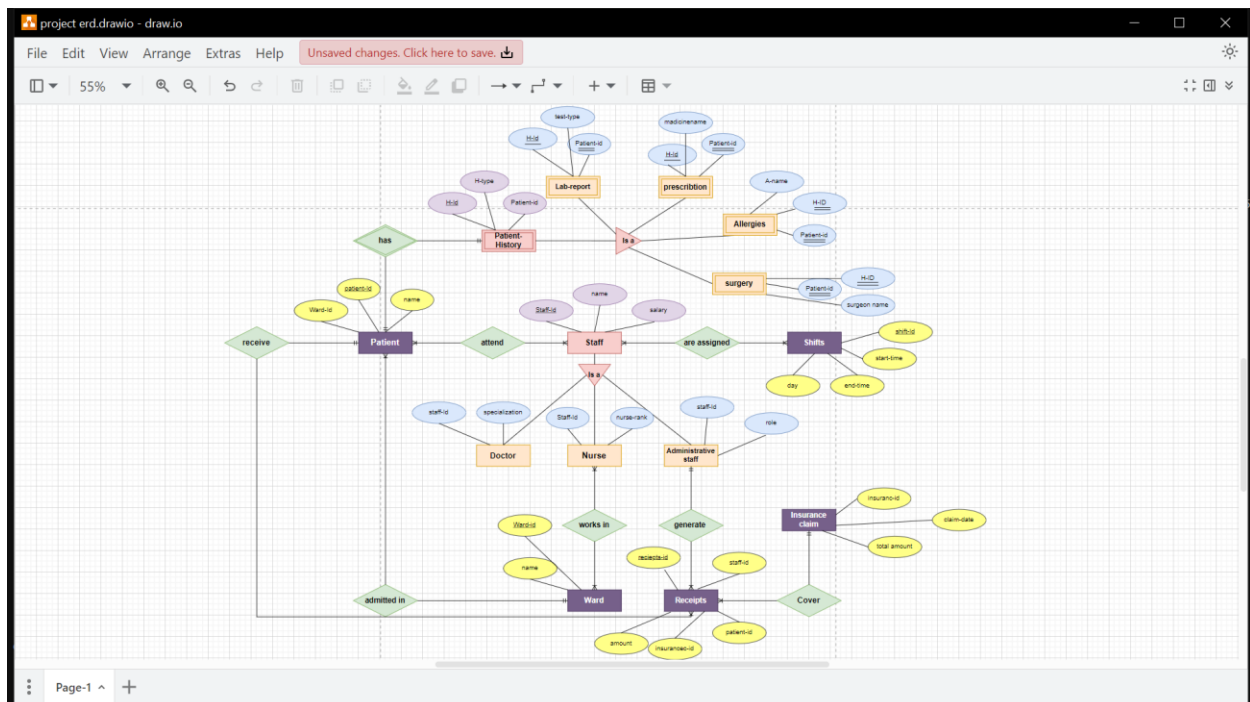 project erd.drawio - draw.io
File Edit View Arrange Extras Help Unsaved changes. Click here to save.
55%
test-type
madicinename
H-id
Patient-id
H-id
Patient-id
Lab-report
prescribtion
A-name
H-type
H-id
Patient-id
H-ID
Allergies
Patient-id
has
Patient-
History
Is a
surgery
H-ID
Patient-id
surgeon name
patient-id
name
Ward-id
Staff-id
name
salary
shift-id
receive
Patient
attend
Staff
are assigned
Shifts
start-time
day
end-time
Is a
staff-id
specialization
Staff-id
nurse-rank
staff-id
role
Doctor
Nurse
Administrative
staff
insuranc-id
Ward-id
works in
generate
Insurance
claim
claim-date
total amount
name
reciepts-id
staff-id
admitted in
Ward
Receipts
Cover
amount
insurances-id
patient-id
Page-1